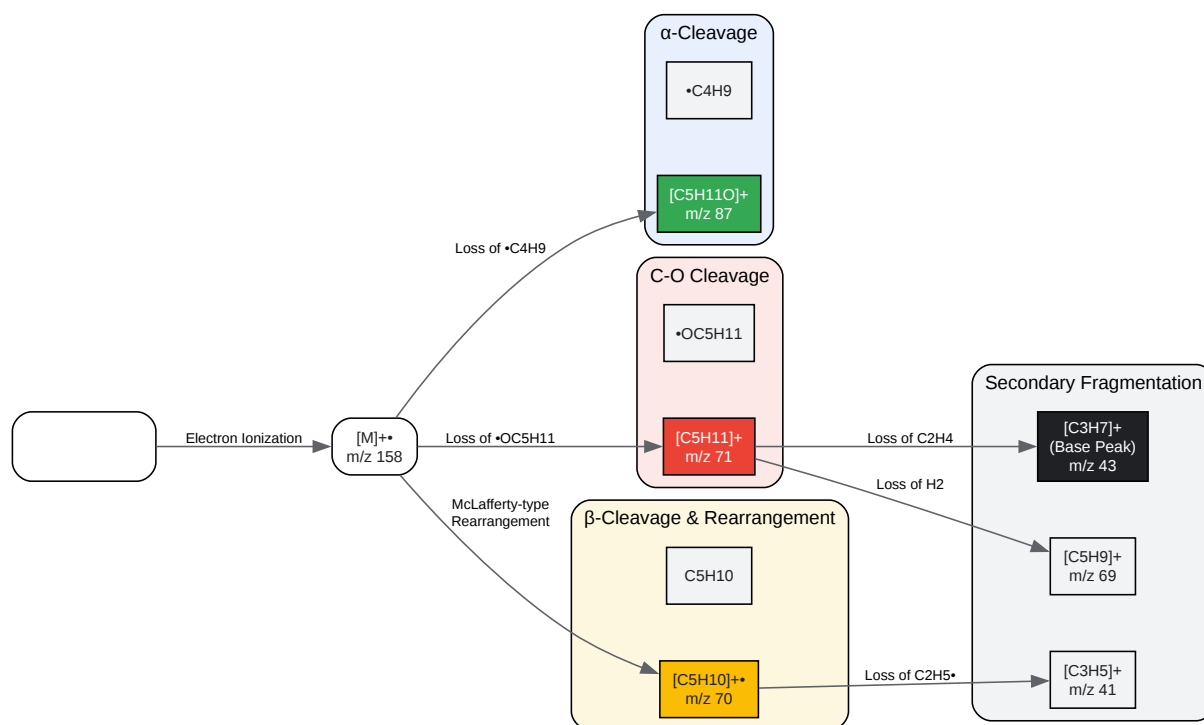 α-Cleavage
•C4H9
[C5H11O]+
m/z 87
Loss of •C4H9
C-O Cleavage
•OC5H11
Secondary Fragmentation
Electron Ionization
[M]+•
m/z 158
Loss of •OC5H11
[C5H11]+
m/z 71
Loss of C2H4
[C3H7]+
(Base Peak)
m/z 43
Loss of H2
McLafferty-type
Rearrangement
β-Cleavage & Rearrangement
C5H10
[C5H9]+
m/z 69
[C5H10]+•
m/z 70
Loss of C2H5•
[C3H5]+
m/z 41